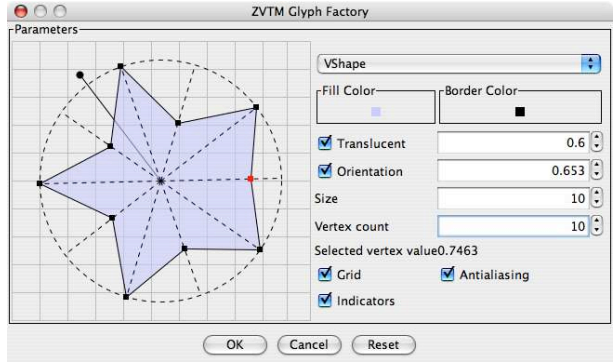 ZVTM Glyph Factory
Parameters
VShape
Fill Color
Border Color
Translucent 0.6
Orientation 0.653
Size 10
Vertex count 10
Selected vertex value0.7463
Grid Antialiasing
Indicators
OK Cancel Reset